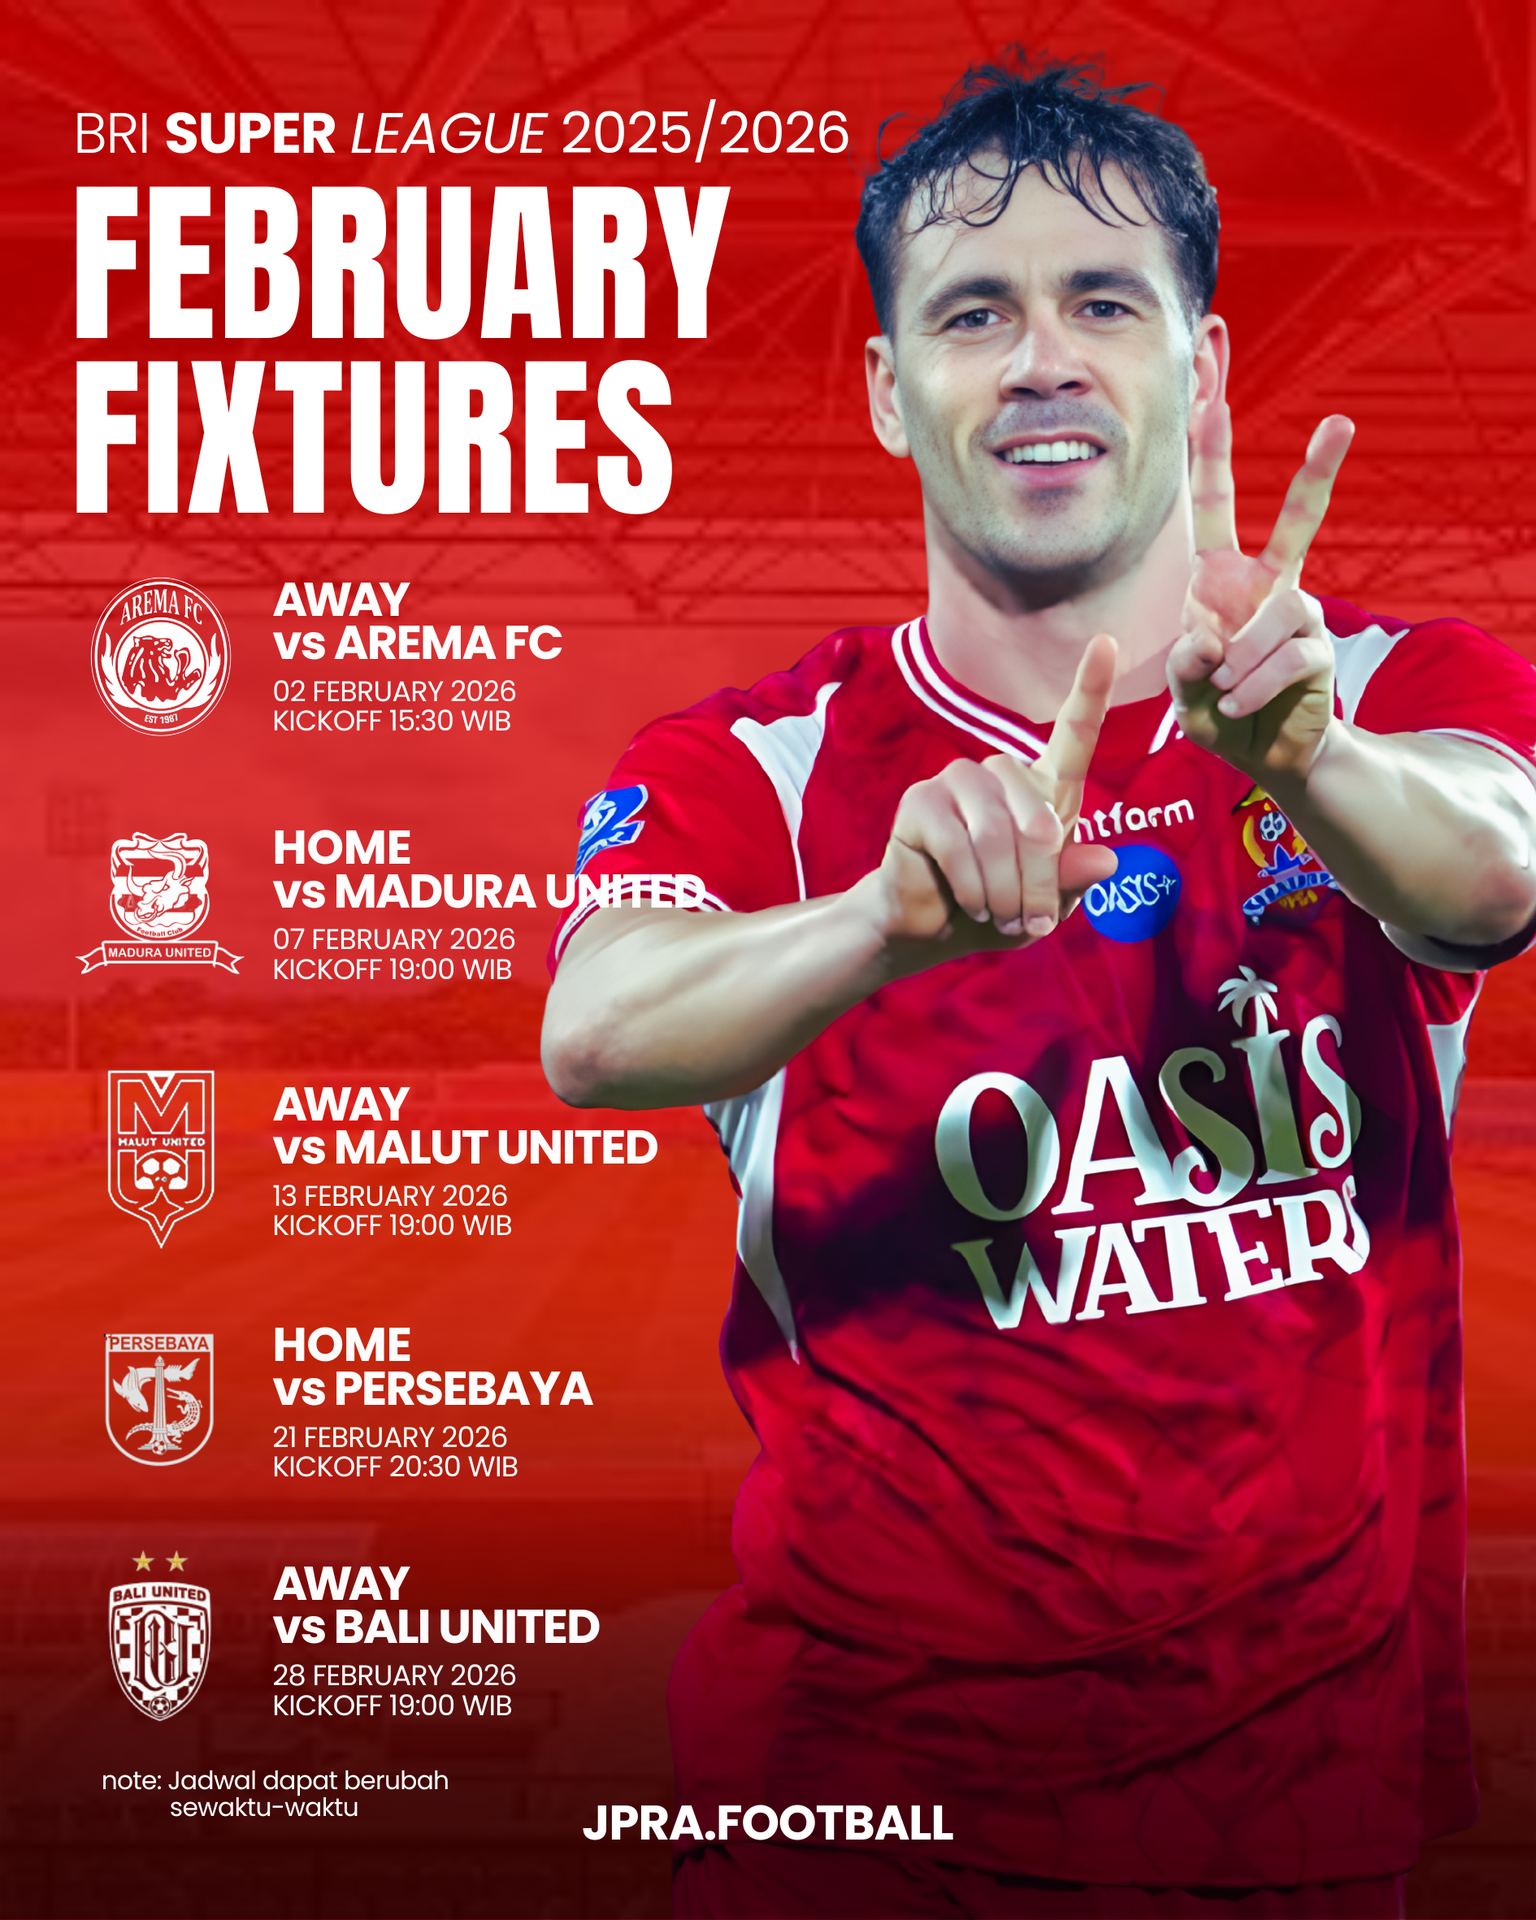 BRI SUPER LEAGUE 2025/2026
FEBRUARY
FIXTURES
AREMA FC
EST 1987
AWAY
vs AREMA FC
02 FEBRUARY 2026
KICKOFF 15:30 WIB
Football Club
MADURA UNITED
HOME
vs MADURA UNITED
07 FEBRUARY 2026
KICKOFF 19:00 WIB
MALUT UNITED
AWAY
vs MALUT UNITED
13 FEBRUARY 2026
KICKOFF 19:00 WIB
PERSEBAYA
HOME
vs PERSEBAYA
21 FEBRUARY 2026
KICKOFF 20:30 WIB
BALI UNITED
AWAY
vs BALI UNITED
28 FEBRUARY 2026
KICKOFF 19:00 WIB
note: Jadwal dapat berubah
sewaktu-waktu
JPRA.FOOTBALL
OASIS
OASIS
WATERS